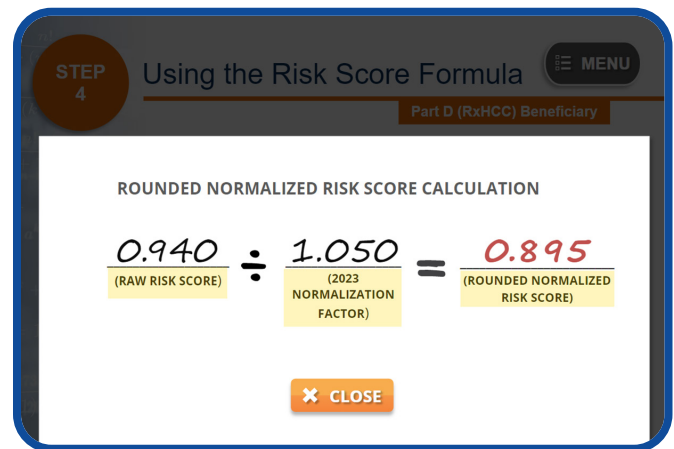 STEP
4
Using the Risk Score Formula
MENU
Part D (RxHCC) Beneficiary
ROUNDED NORMALIZED RISK SCORE CALCULATION
0.940 ÷ 1.050 = 0.895
(RAW RISK SCORE)
(2023
NORMALIZATION
FACTOR)
(ROUNDED NORMALIZED
RISK SCORE)
✖ CLOSE